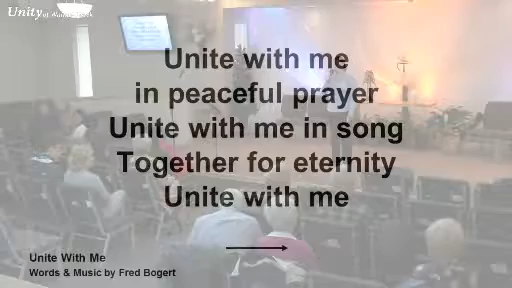 Unity
Unite with me
in peaceful prayer
Unite with me in song
Together for eternity
Unite with me
Unite With Me
Words & Music by Fred Bogert